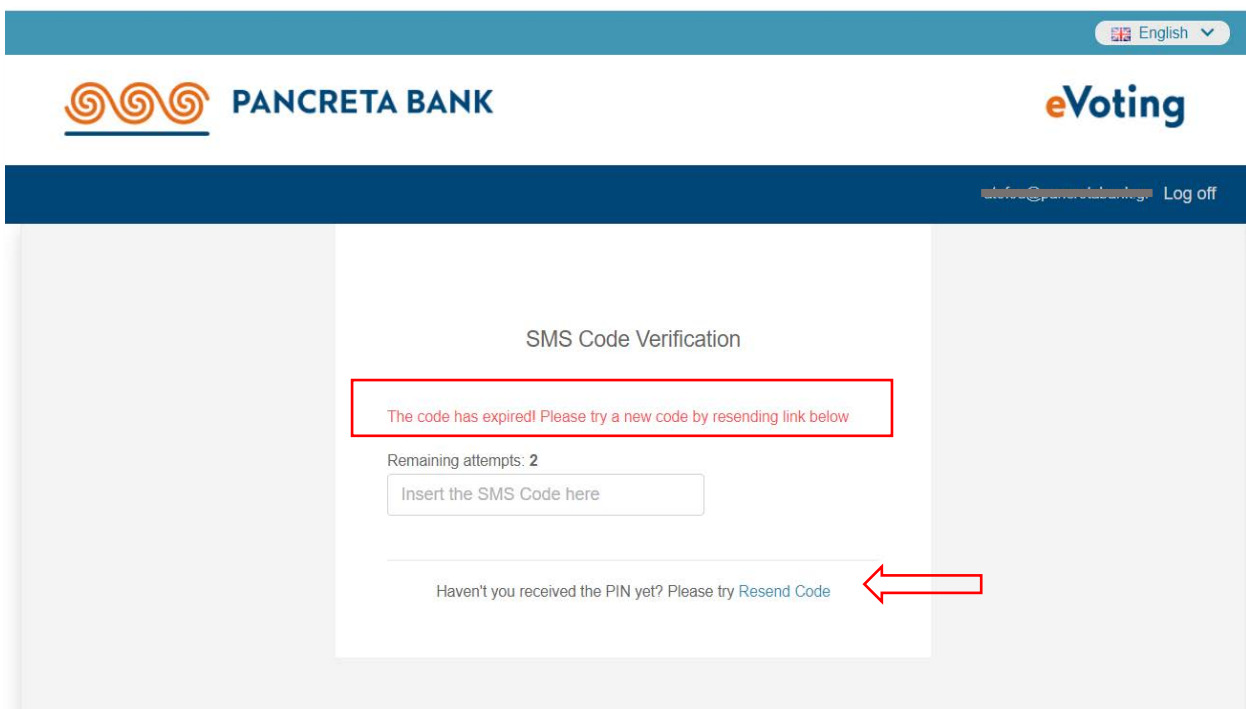 English
PANCRETA BANK
eVoting
Log off
SMS Code Verification
The code has expired! Please try a new code by resending link below
Remaining attempts: 2
Insert the SMS Code here
Haven't you received the PIN yet? Please try Resend Code